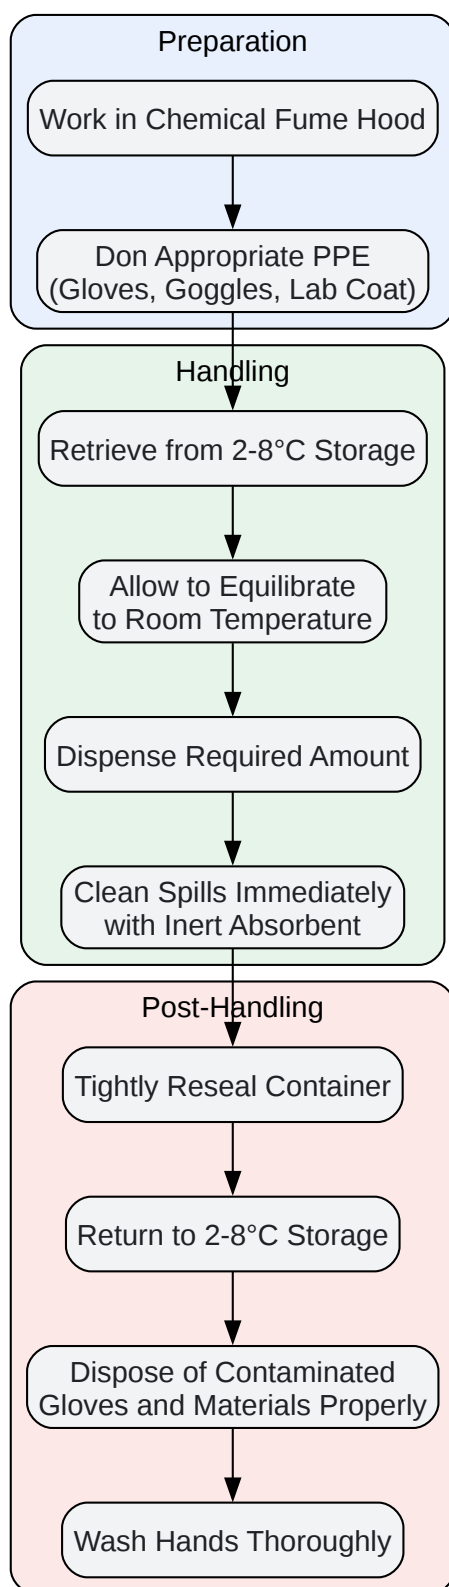 Preparation
Work in Chemical Fume Hood
Don Appropriate PPE
(Gloves, Goggles, Lab Coat)
Handling
Retrieve from 2-8°C Storage
Allow to Equilibrate
to Room Temperature
Dispense Required Amount
Clean Spills Immediately
with Inert Absorbent
Post-Handling
Tightly Reseal Container
Return to 2-8°C Storage
Dispose of Contaminated
Gloves and Materials Properly
Wash Hands Thoroughly